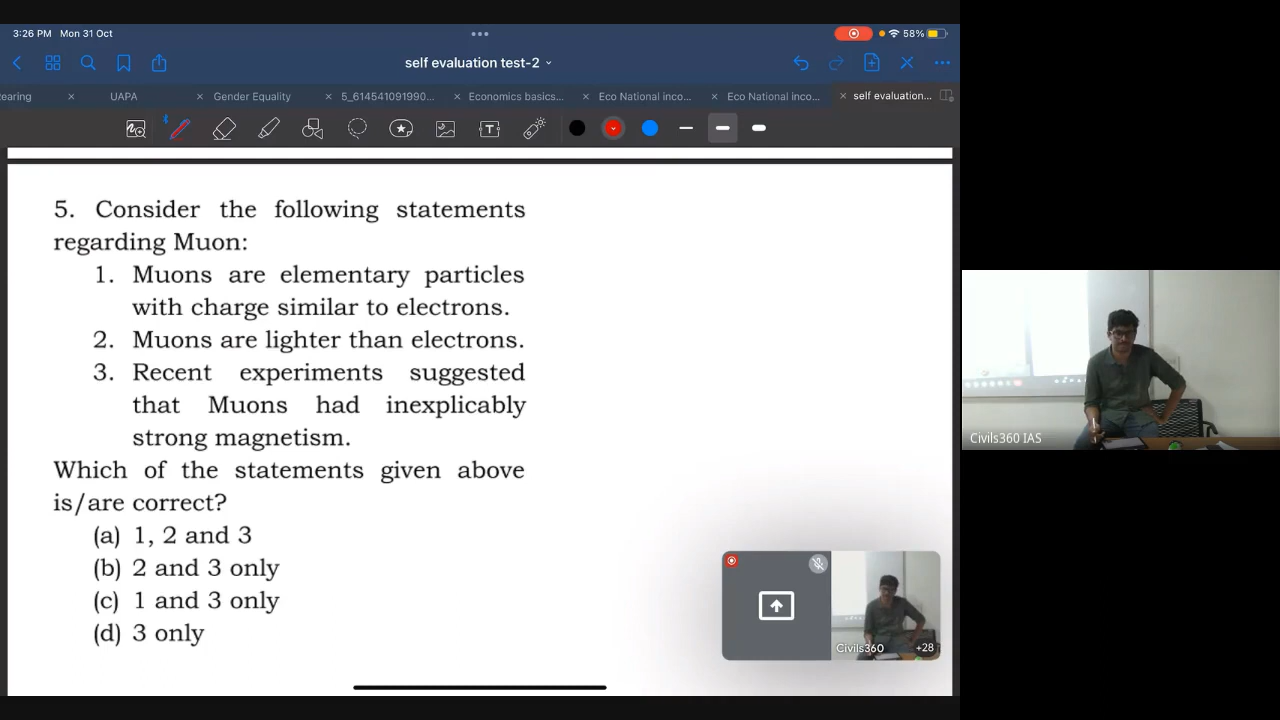 3:26 PM Mon 31 Oct
58%
self evaluation test-2
earing
UAPA
Gender Equality
5_614541091990...
Economics basics...
Eco National inco...
Eco National inco...
self evaluation...
T
5. Consider the following statements
regarding Muon:
1. Muons are elementary particles
with charge similar to electrons.
2. Muons are lighter than electrons.
3. Recent experiments suggested
that Muons had inexplicably
strong magnetism.
Which of the statements given above
is/are correct?
(a) 1, 2 and 3
(b) 2 and 3 only
(c) 1 and 3 only
(d) 3 only
Civils360
+28
Civils360 IAS